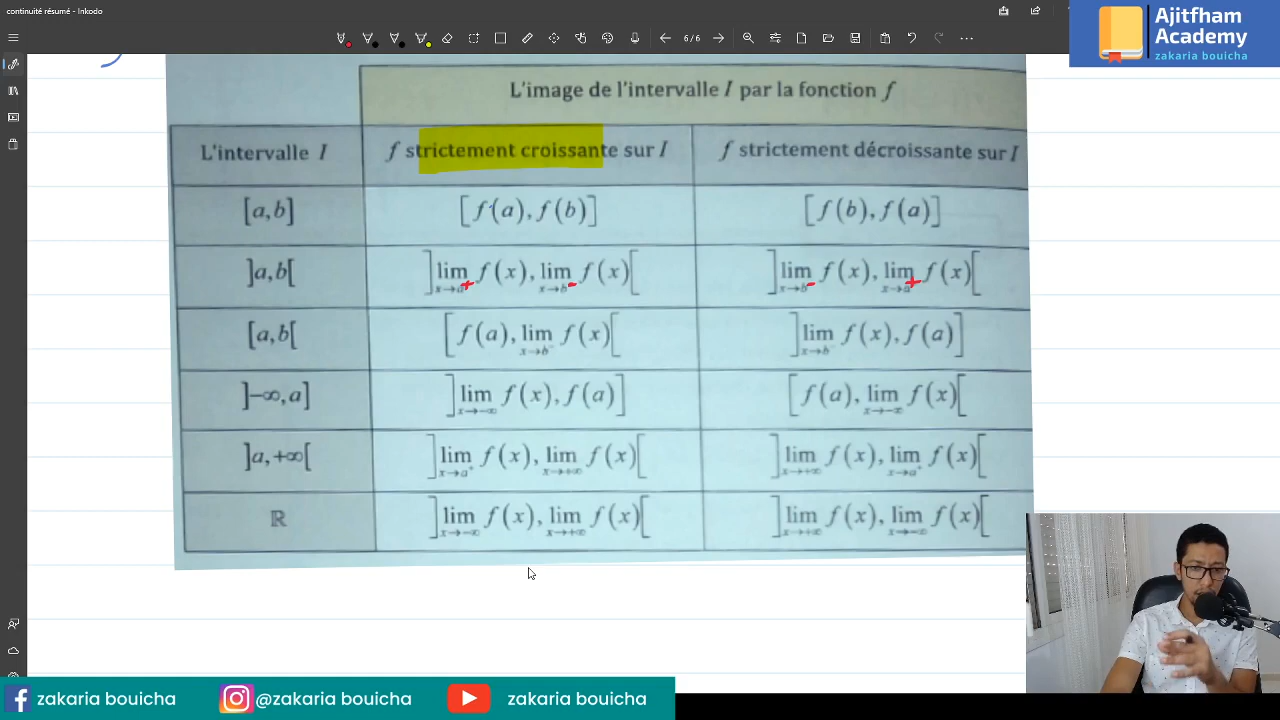 continuité résumé - Inkodo
6/6
Ajitfham
Academy
zakaria bouicha
L'image de l'intervalle I par la fonction f
L'intervalle I
f strictement croissante sur I
f strictement décroissante sur I
[a,b]
[f(a), f(b)]
[f(b), f(a)]
]a,b[
]lim x→a⁺ f(x), lim x→b⁻ f(x)[
]lim x→b⁻ f(x), lim x→a⁺ f(x)[
[a,b[
[f(a), lim x→b⁻ f(x)[
]lim x→b⁻ f(x), f(a)]
]-∞,a]
]lim x→-∞ f(x), f(a)]
[f(a), lim x→-∞ f(x)[
]a,+∞[
]lim x→a⁺ f(x), lim x→+∞ f(x)[
]lim x→+∞ f(x), lim x→a⁺ f(x)[
ℝ
]lim x→-∞ f(x), lim x→+∞ f(x)[
]lim x→+∞ f(x), lim x→-∞ f(x)[
zakaria bouicha
@zakaria bouicha
zakaria bouicha